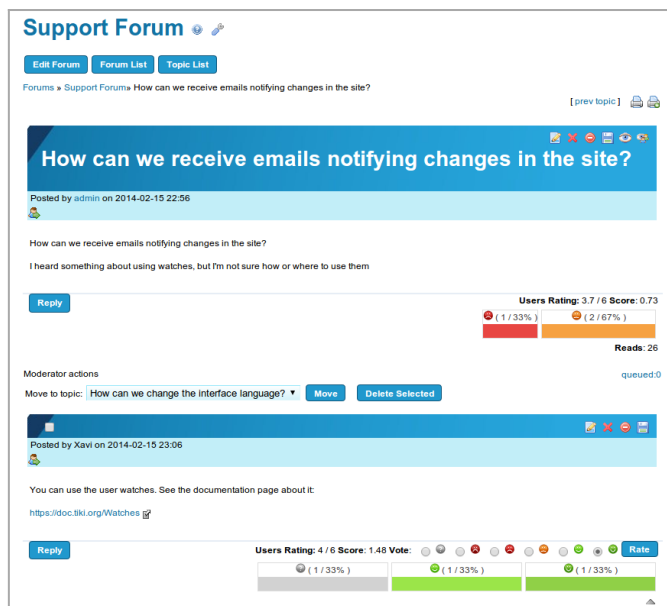 Support Forum
Edit Forum Forum List Topic List
Forums » Support Forum» How can we receive emails notifying changes in the site?
[ prev topic ]
How can we receive emails notifying changes in the site?
Posted by admin on 2014-02-15 22:56
How can we receive emails notifying changes in the site?
I heard something about using watches, but I'm not sure how or where to use them
Reply
Users Rating: 3.7 / 6 Score: 0.73
( 1 / 33% ) ( 2 / 67% )
Reads: 26
Moderator actions
queued:0
Move to topic: How can we change the interface language? Move Delete Selected
Posted by Xavi on 2014-02-15 23:06
You can use the user watches. See the documentation page about it:
https://doc.tiki.org/Watches
Reply
Users Rating: 4 / 6 Score: 1.48 Vote: Rate
( 1 / 33% ) ( 1 / 33% ) ( 1 / 33% )